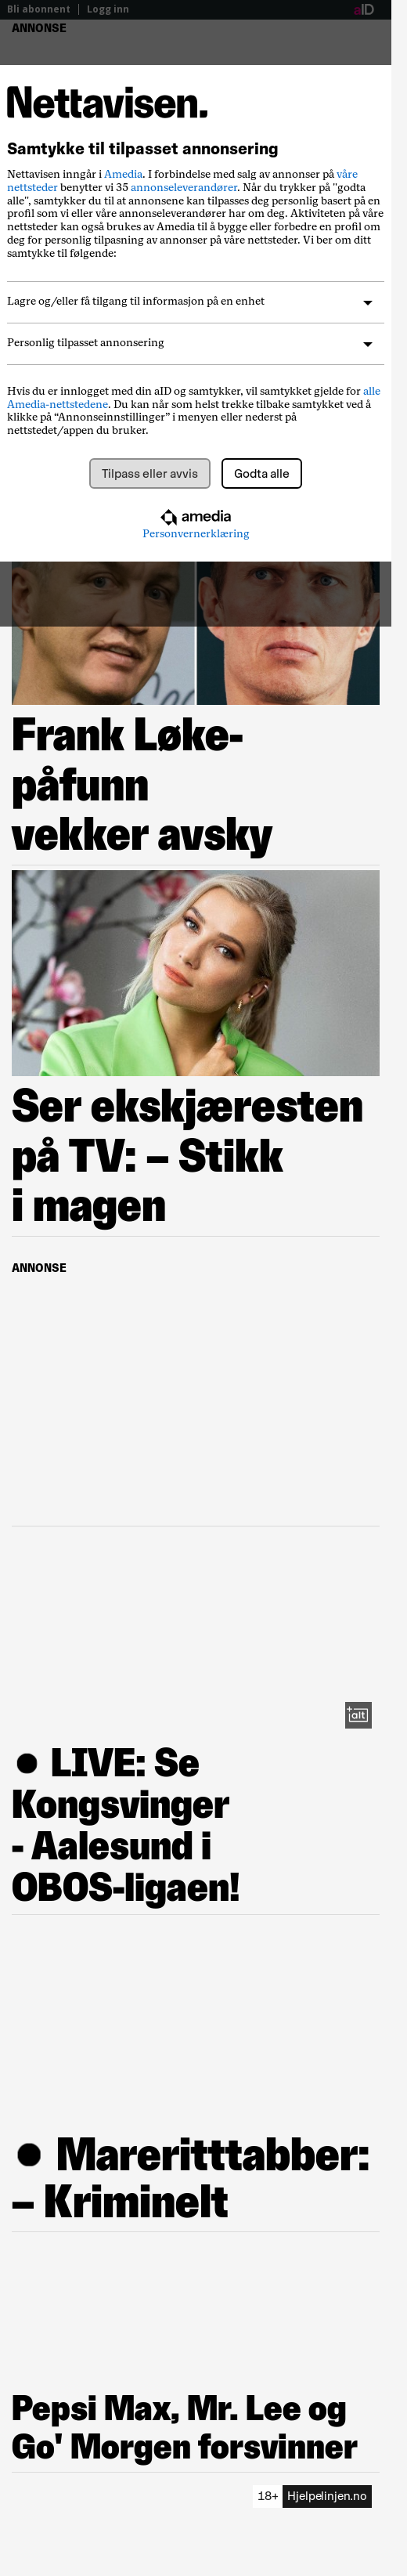 Bli abonnent | Logg inn
aID
ANNONSE
Nettavisen.
Samtykke til tilpasset annonsering
Nettavisen inngår i Amedia. I forbindelse med salg av annonser på våre
nettsteder benytter vi 35 annonseleverandører. Når du trykker på "godta
alle", samtykker du til at annonsene kan tilpasses deg personlig basert på en
profil som vi eller våre annonseleverandører har om deg. Aktiviteten på våre
nettsteder kan også brukes av Amedia til å bygge eller forbedre en profil om
deg for personlig tilpasning av annonser på våre nettsteder. Vi ber om ditt
samtykke til følgende:
Lagre og/eller få tilgang til informasjon på en enhet
Personlig tilpasset annonsering
Hvis du er innlogget med din aID og samtykker, vil samtykket gjelde for alle
Amedia-nettstedene. Du kan når som helst trekke tilbake samtykket ved å
klikke på “Annonseinnstillinger” i menyen eller nederst på
nettstedet/appen du bruker.
Tilpass eller avvis
Godta alle
amedia
Personvernerklæring
Frank Løke-
påfunn
vekker avsky
Ser ekskjæresten
på TV: – Stikk
i magen
ANNONSE
+alt
● LIVE: Se
Kongsvinger
- Aalesund i
OBOS-ligaen!
● Mareritttabber:
– Kriminelt
Pepsi Max, Mr. Lee og
Go' Morgen forsvinner
18+ Hjelpelinjen.no